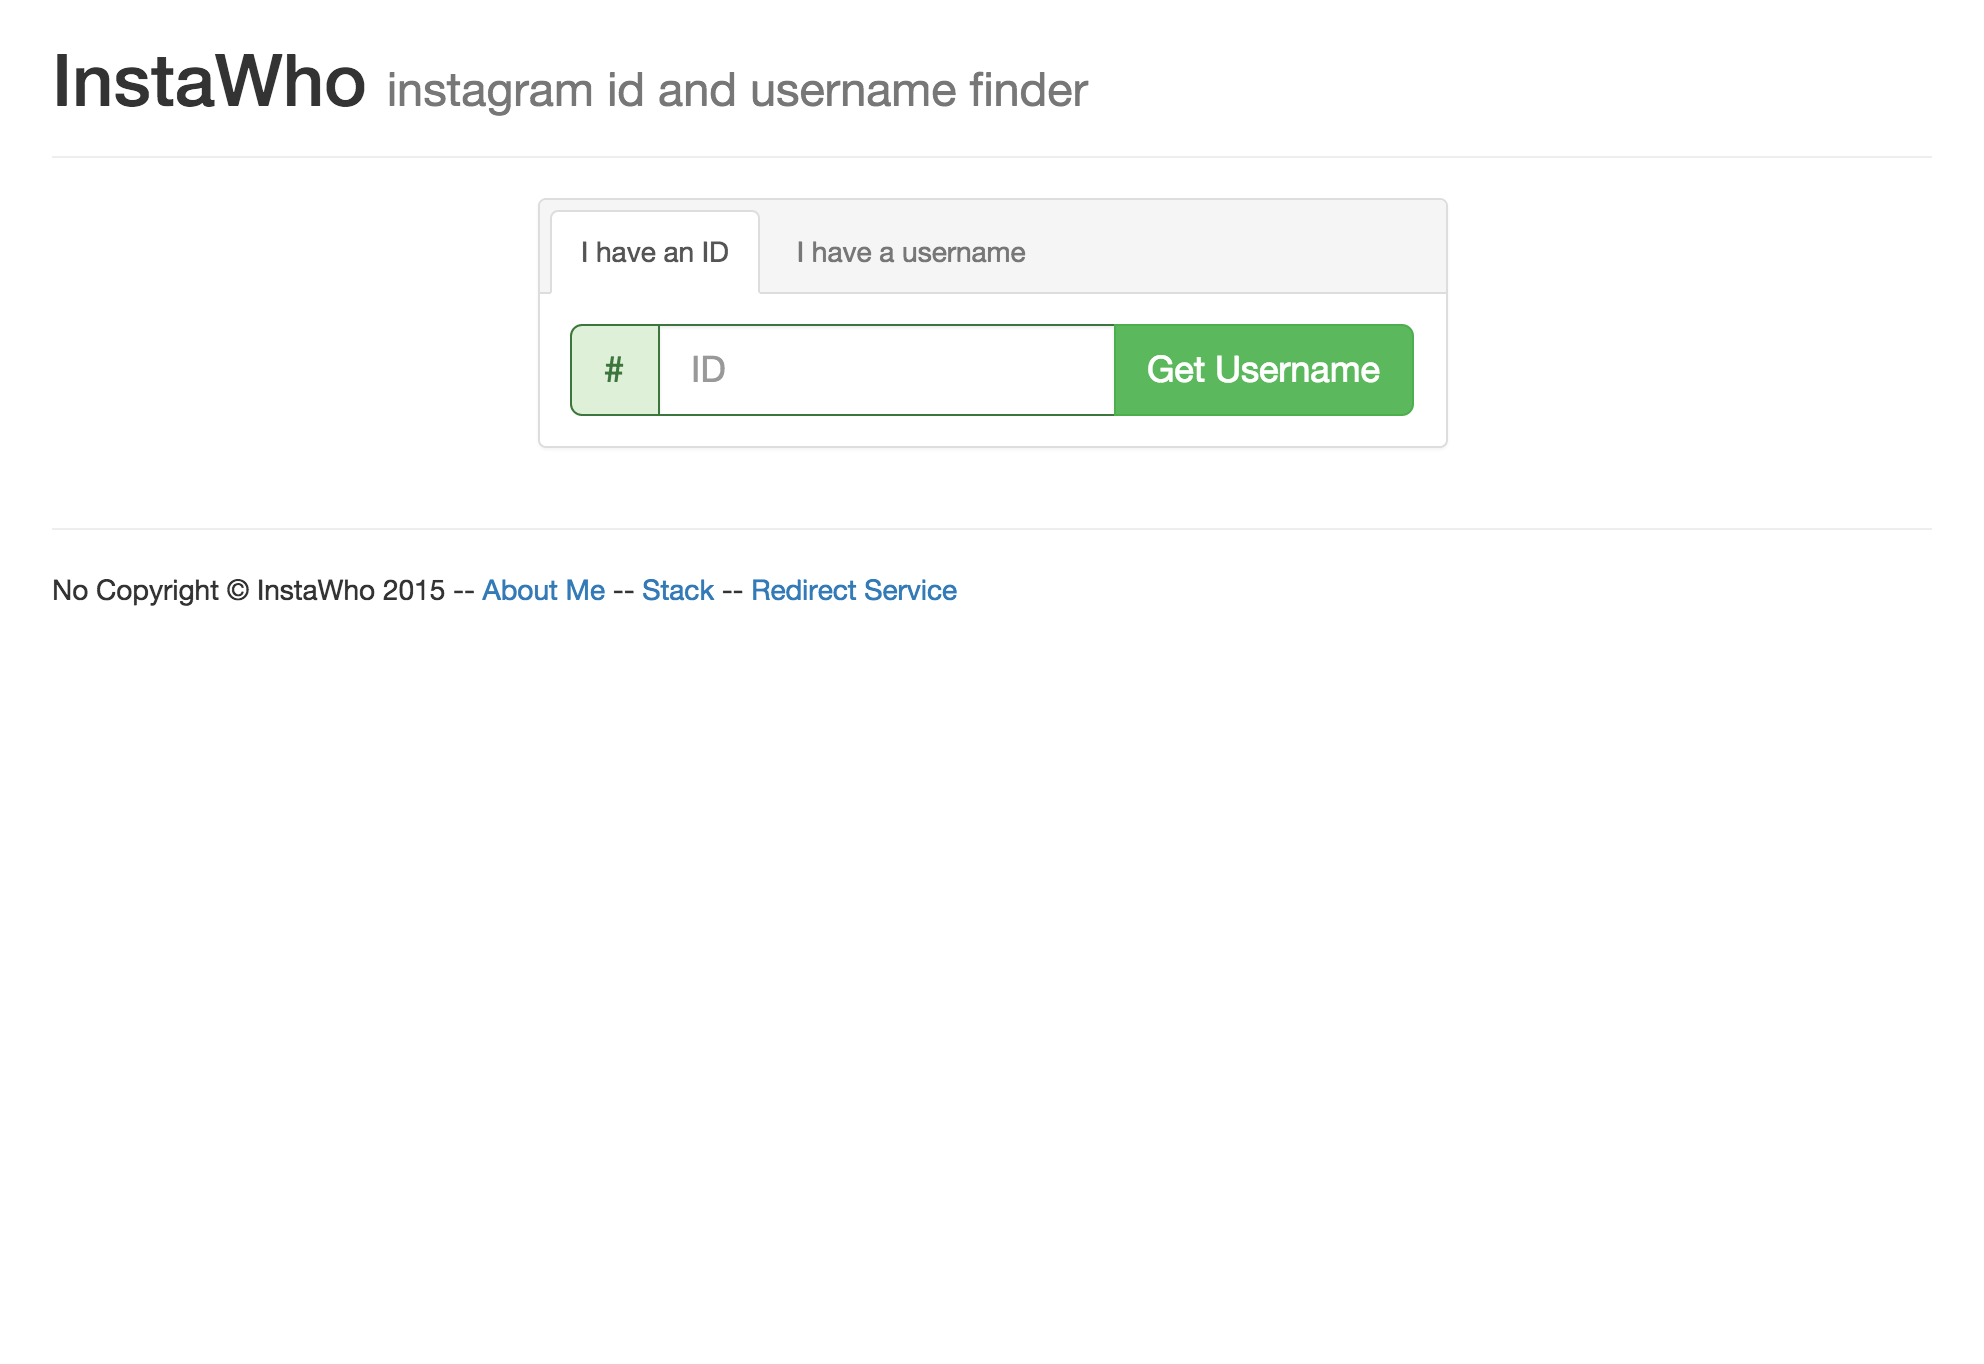 InstaWho instagram id and username finder
I have an ID I have a username
# ID Get Username
No Copyright © InstaWho 2015 -- About Me -- Stack -- Redirect Service